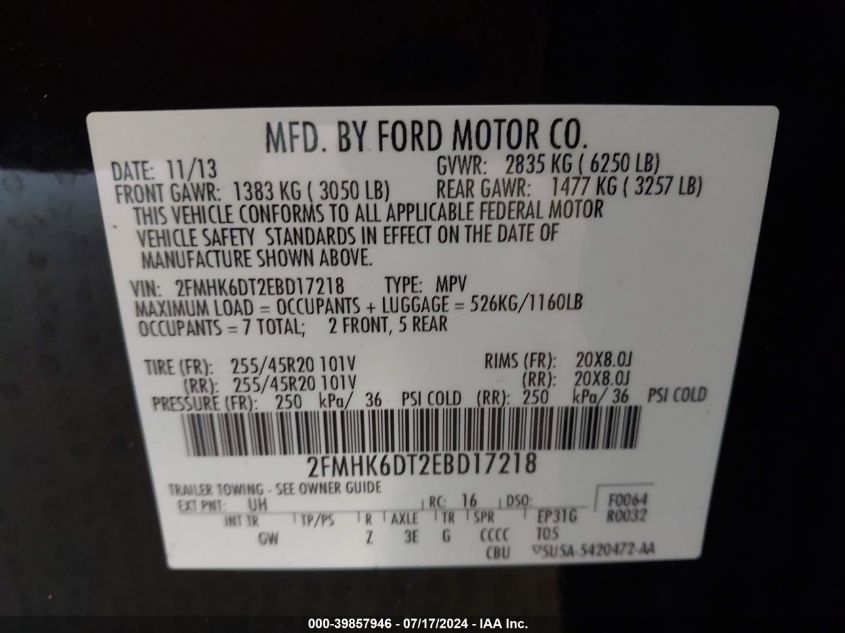 MFD. BY FORD MOTOR CO.
DATE: 11/13 GVWR: 2835 KG ( 6250 LB)
FRONT GAWR: 1383 KG ( 3050 LB) REAR GAWR: 1477 KG ( 3257 LB)
THIS VEHICLE CONFORMS TO ALL APPLICABLE FEDERAL MOTOR
VEHICLE SAFETY STANDARDS IN EFFECT ON THE DATE OF
MANUFACTURE SHOWN ABOVE.
VIN: 2FMHK6DT2EBD17218 TYPE: MPV
MAXIMUM LOAD = OCCUPANTS + LUGGAGE = 526KG/1160LB
OCCUPANTS = 7 TOTAL; 2 FRONT, 5 REAR
TIRE (FR): 255/45R20 101V RIMS (FR): 20X8.0J
(RR): 255/45R20 101V (RR): 20X8.0J
PRESSURE (FR): 250 kPa/ 36 PSI COLD (RR): 250 kPa/ 36 PSI COLD
2FMHK6DT2EBD17218
TRAILER TOWING - SEE OWNER GUIDE
EXT PNT: UH RC: 16 DSO: F0064
INT TR TP/PS R AXLE TR SPR EP31G R0032
GW Z 3E G CCCC T05
CBU 5U5A-5420472-AA
000-39857946 - 07/17/2024 - IAA Inc.